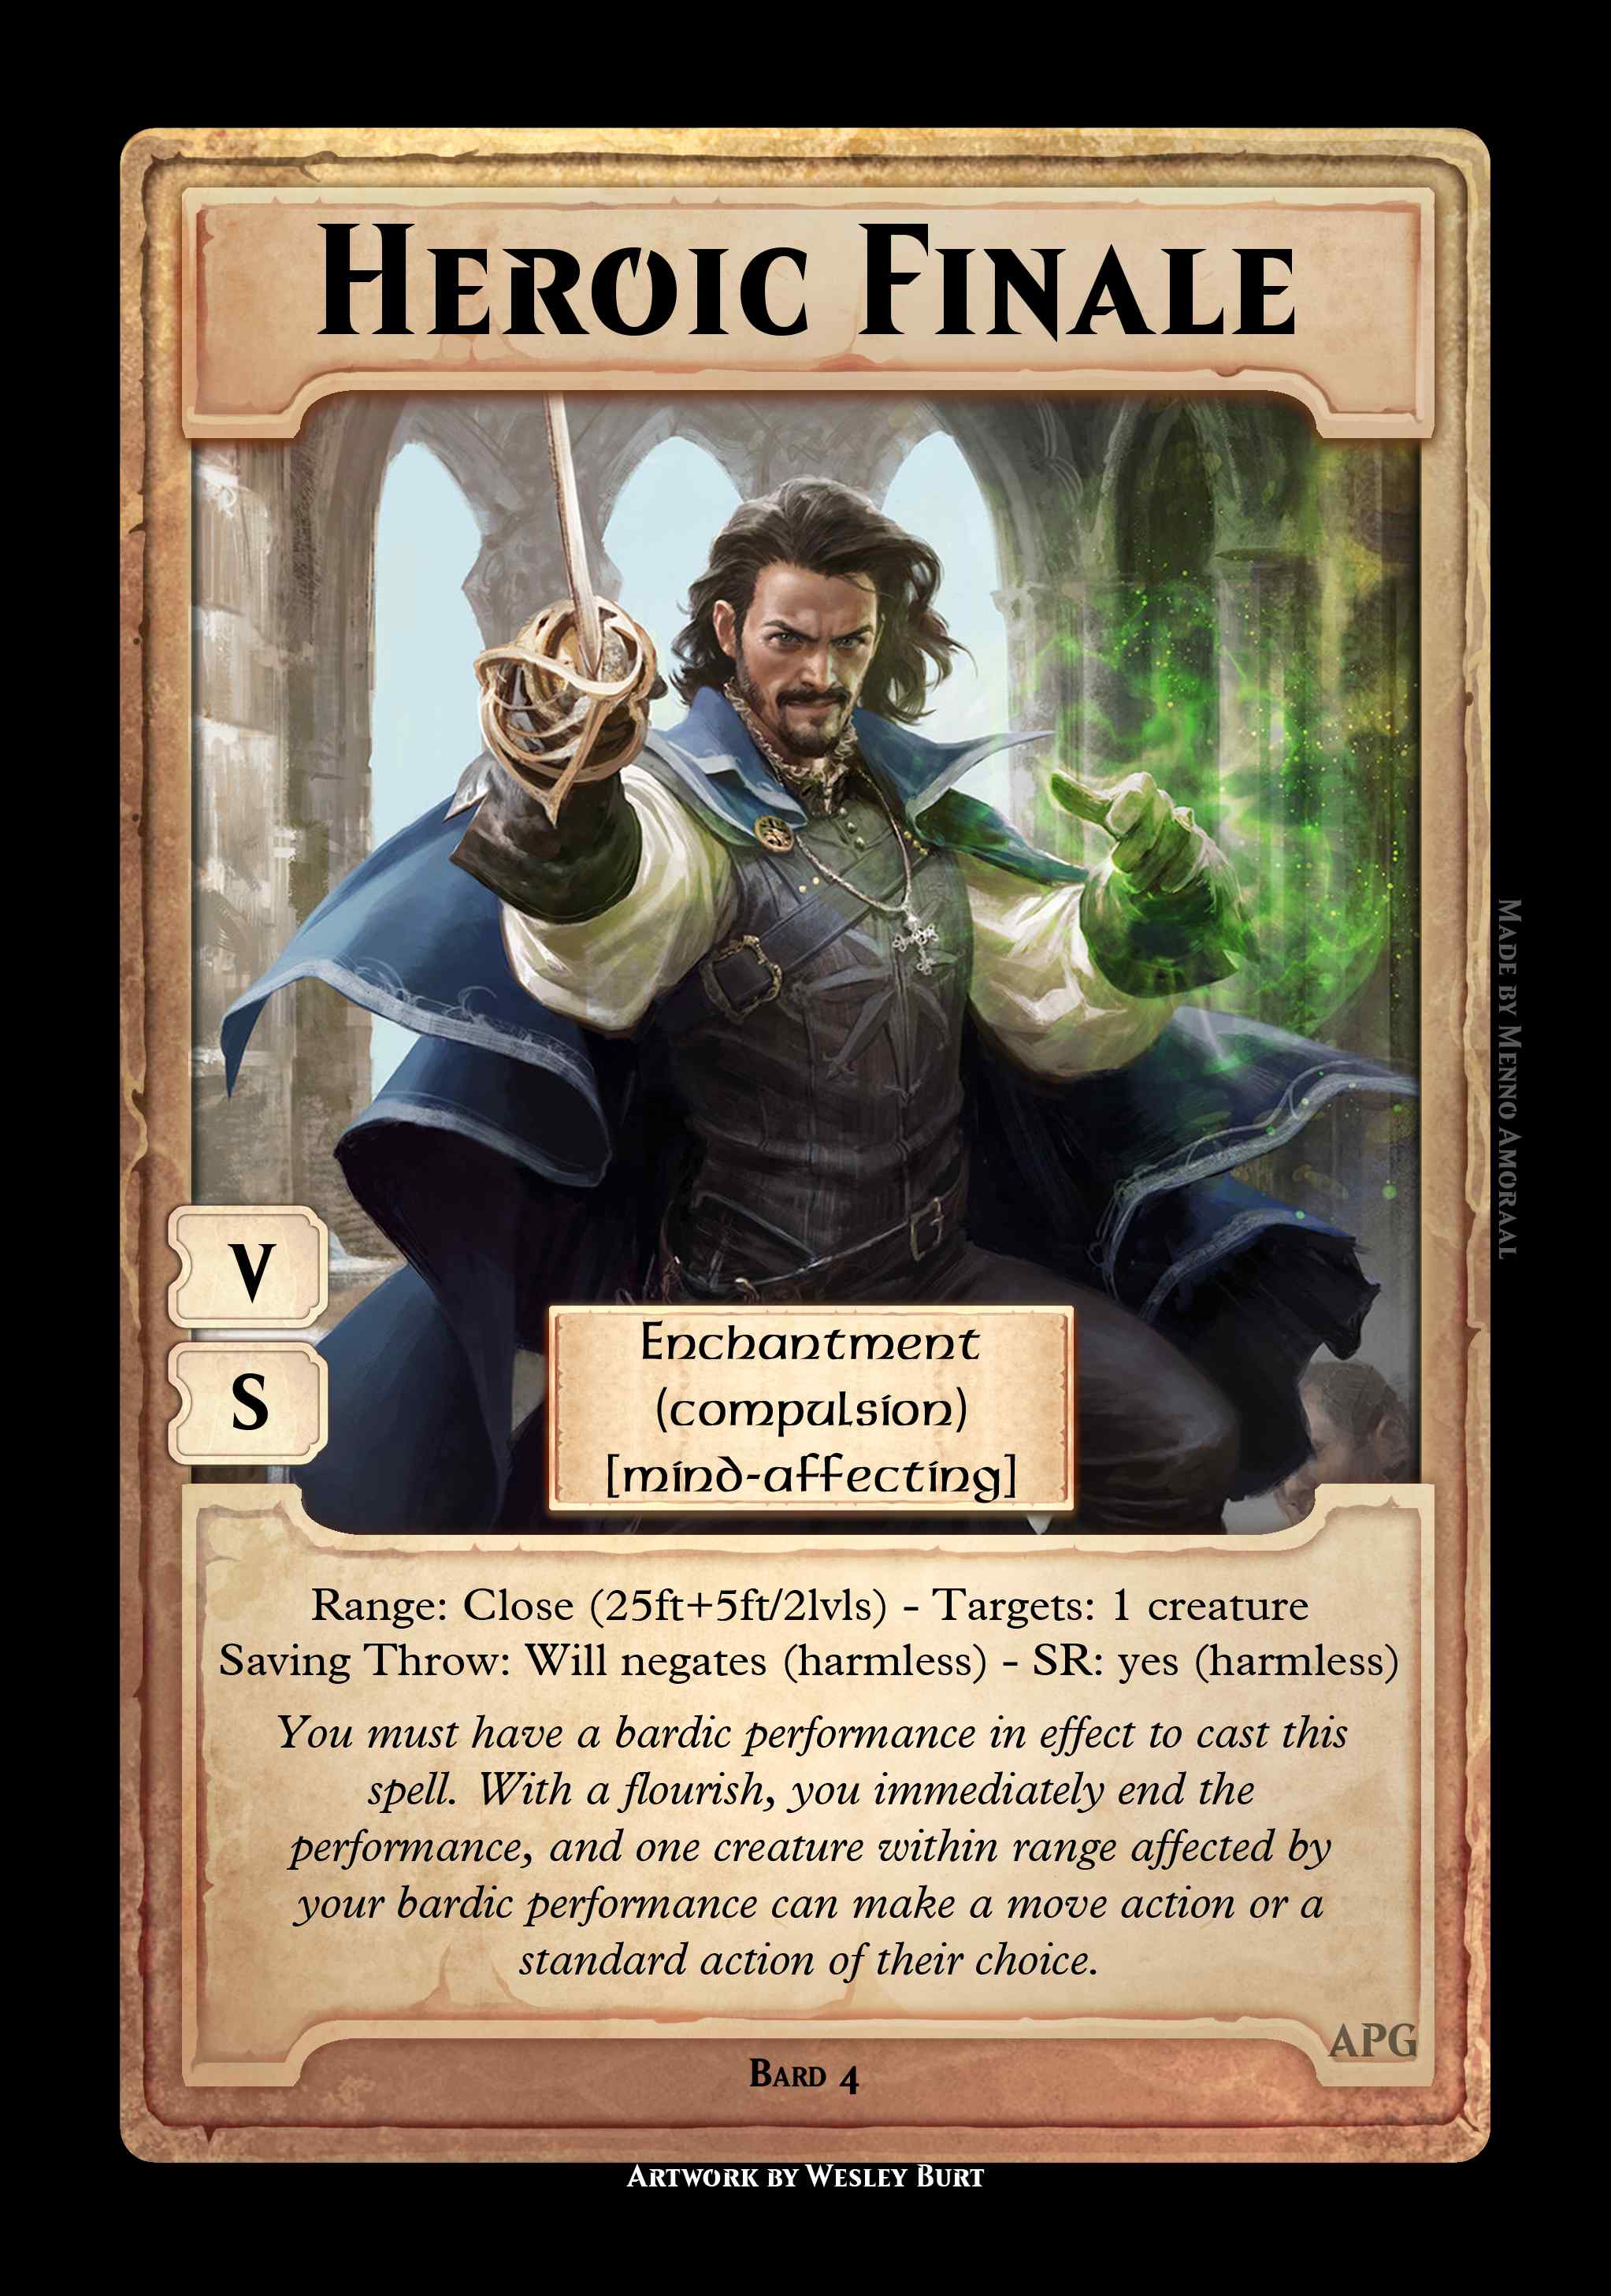 Heroic Finale
V
S
Enchantment
(compulsion)
[mind-affecting]
Range: Close (25ft+5ft/2lvls) - Targets: 1 creature
Saving Throw: Will negates (harmless) - SR: yes (harmless)
You must have a bardic performance in effect to cast this
spell. With a flourish, you immediately end the
performance, and one creature within range affected by
your bardic performance can make a move action or a
standard action of their choice.
APG
Bard 4
Artwork by Wesley Burt
Made by Menno Amoraal